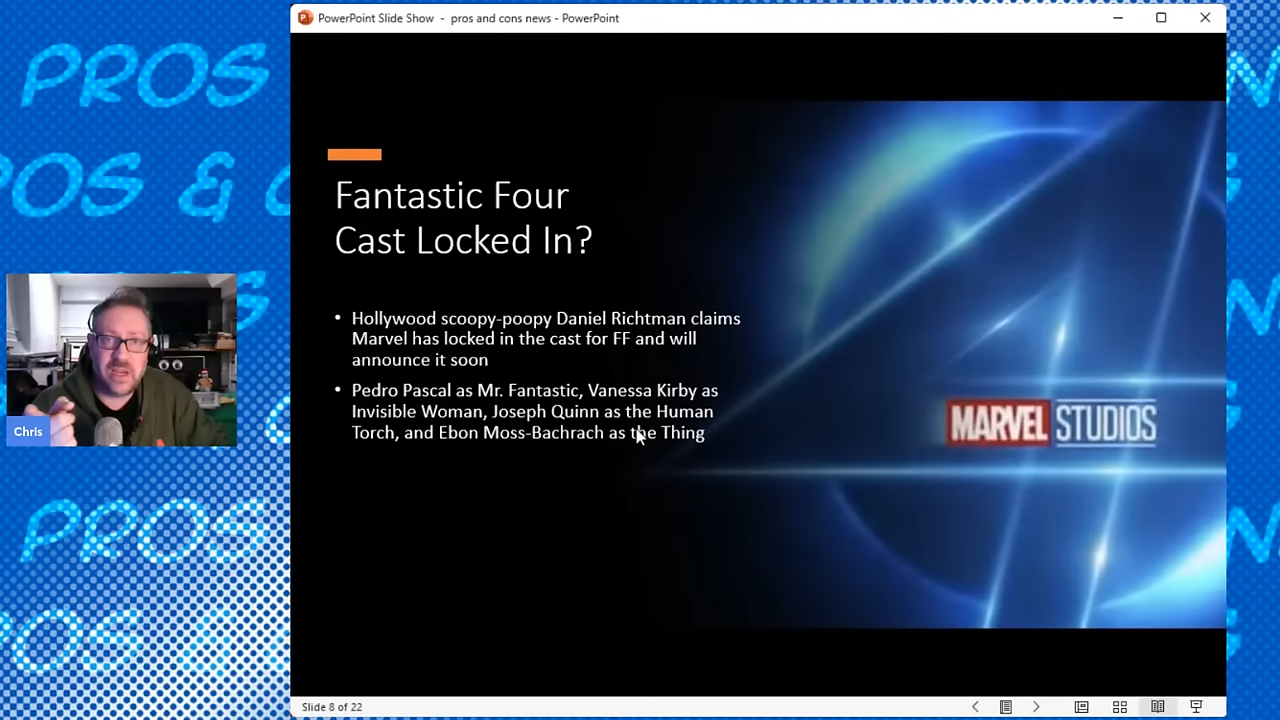 PowerPoint Slide Show - pros and cons news - PowerPoint
PROS
POS & C
PROS
Fantastic Four
Cast Locked In?
• Hollywood scoopy-poopy Daniel Richtman claims
Marvel has locked in the cast for FF and will
announce it soon
• Pedro Pascal as Mr. Fantastic, Vanessa Kirby as
Invisible Woman, Joseph Quinn as the Human
Torch, and Ebon Moss-Bachrach as the Thing
MARVEL STUDIOS
Chris
Slide 8 of 22